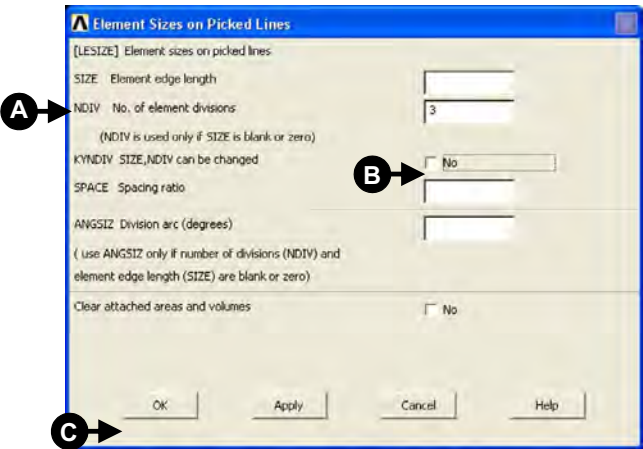 Element Sizes on Picked Lines
[LESIZE] Element sizes on picked lines
SIZE Element edge length
A NDIV No. of element divisions 3
(NDIV is used only if SIZE is blank or zero)
KYNDIV SIZE,NDIV can be changed No
B
SPACE Spacing ratio
ANGSIZ Division arc (degrees)
( use ANGSIZ only if number of divisions (NDIV) and
element edge length (SIZE) are blank or zero)
Clear attached areas and volumes No
OK Apply Cancel Help
C